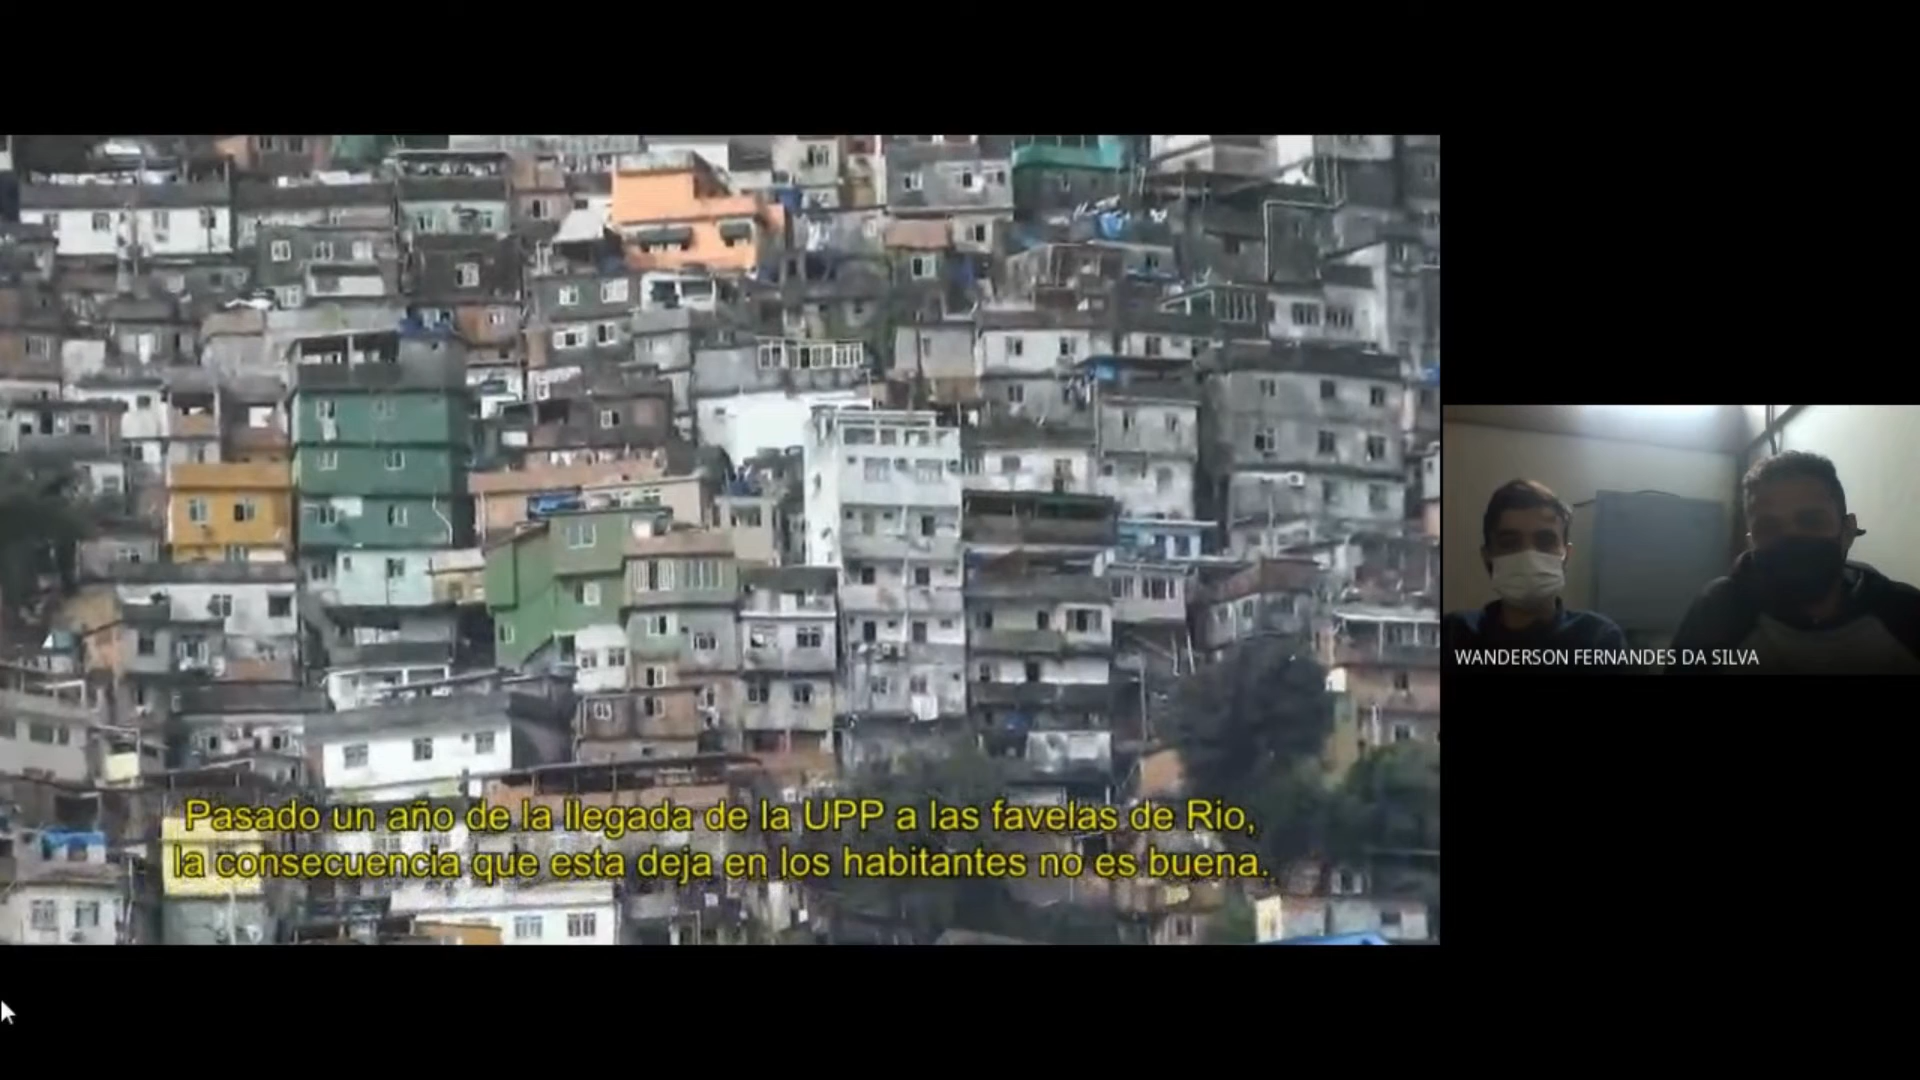 Pasado un año de la llegada de la UPP a las favelas de Rio,
la consecuencia que esta deja en los habitantes no es buena.
WANDERSON FERNANDES DA SILVA